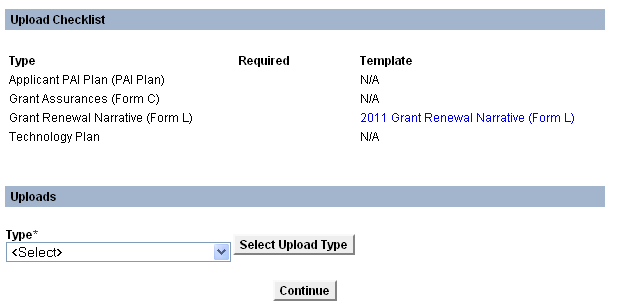 Upload Checklist
Type Required Template
Applicant PAI Plan (PAI Plan) N/A
Grant Assurances (Form C) N/A
Grant Renewal Narrative (Form L) 2011 Grant Renewal Narrative (Form L)
Technology Plan N/A
Uploads
Type*
<Select> Select Upload Type
Continue